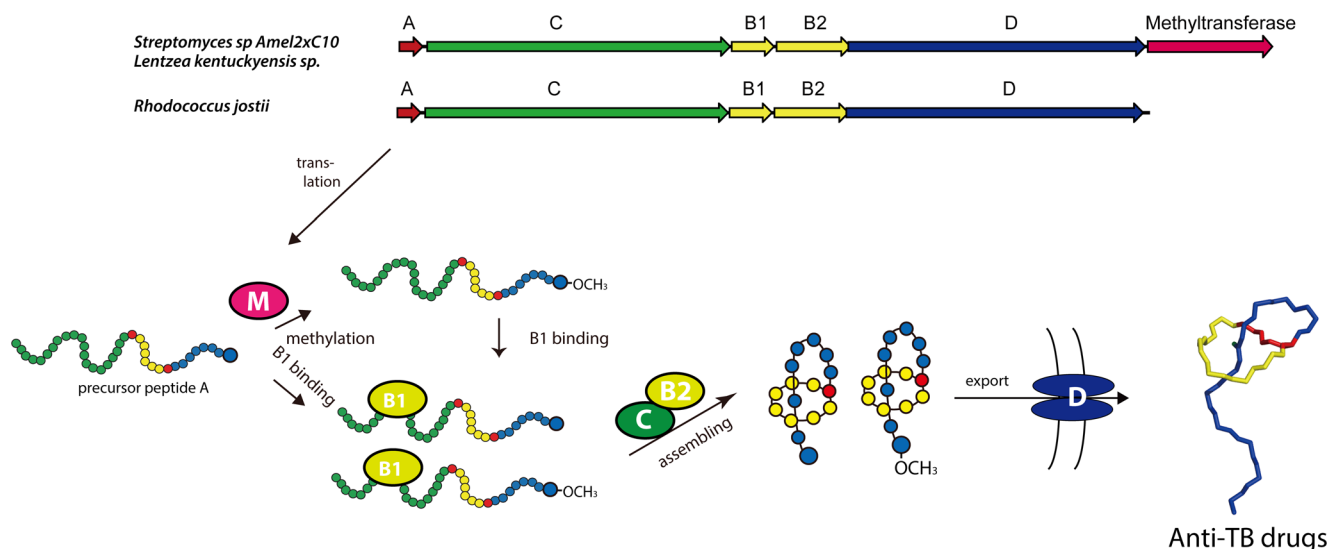 A C B1 B2 D Methyltransferase
Streptomyces sp Amel2xC10
Lentzea kentuckyensis sp.
A C B1 B2 D
Rhodococcus jostii
trans-
lation
OCH3
M
methylation
B1 binding
precursor peptide A
B1 binding
B1
B1
OCH3
B2
C
assembling
OCH3
export
D
Anti-TB drugs